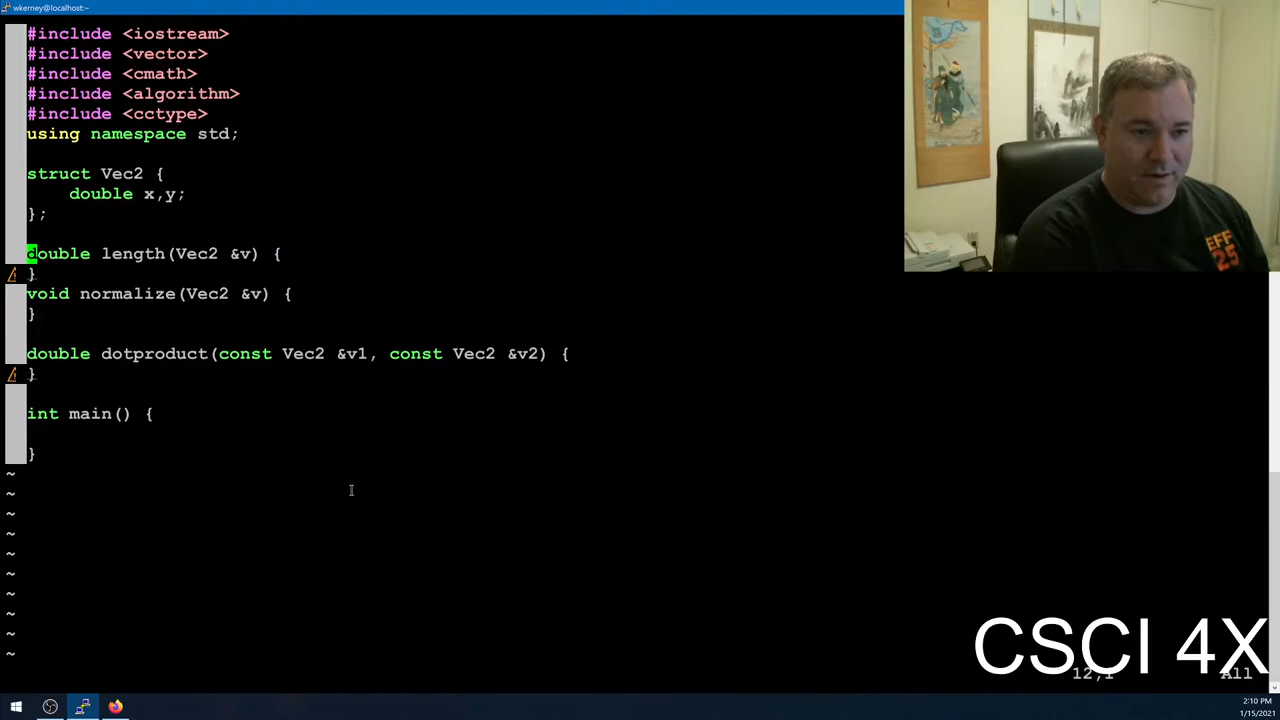 wkerney@localhost:~
#include <iostream>
#include <vector>
#include <cmath>
#include <algorithm>
#include <cctype>
using namespace std;
struct Vec2 {
    double x,y;
};
double length(Vec2 &v) {
}
void normalize(Vec2 &v) {
}
double dotproduct(const Vec2 &v1, const Vec2 &v2) {
}
int main() {
}
~
~
~
~
~
~
~
~
~
~
EFF
25
CSCI 4X
12,1
All
2:10 PM
1/15/2021